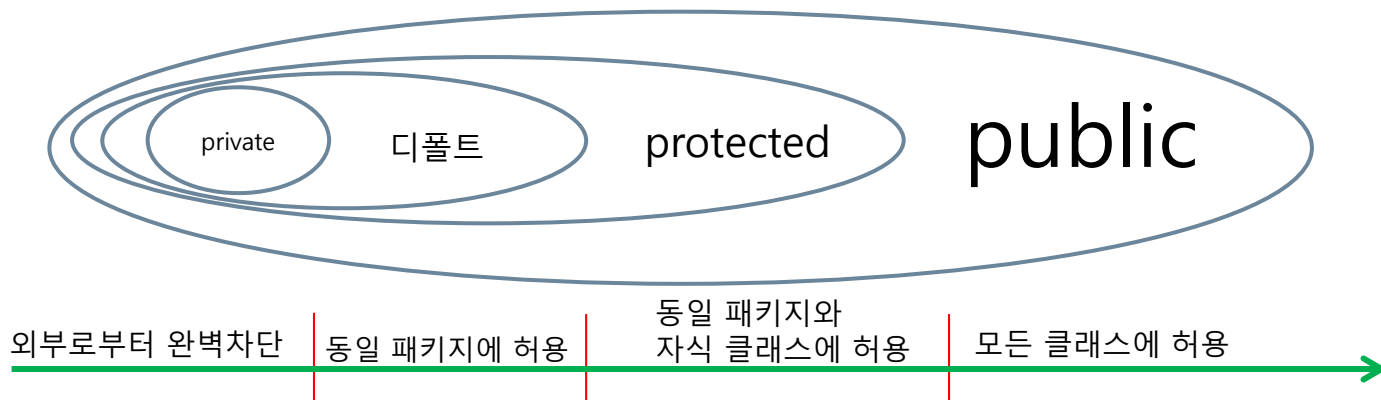 private
디폴트
protected
public
외부로부터 완벽차단
동일 패키지에 허용
동일 패키지와
자식 클래스에 허용
모든 클래스에 허용